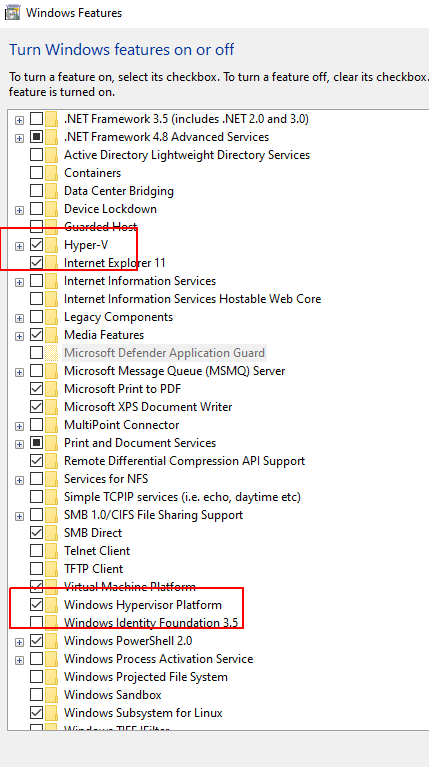 Windows Features
Turn Windows features on or off
To turn a feature on, select its checkbox. To turn a feature off, clear its checkbox.
feature is turned on.
.NET Framework 3.5 (includes .NET 2.0 and 3.0)
.NET Framework 4.8 Advanced Services
Active Directory Lightweight Directory Services
Containers
Data Center Bridging
Device Lockdown
Guarded Host
Hyper-V
Internet Explorer 11
Internet Information Services
Internet Information Services Hostable Web Core
Legacy Components
Media Features
Microsoft Defender Application Guard
Microsoft Message Queue (MSMQ) Server
Microsoft Print to PDF
Microsoft XPS Document Writer
MultiPoint Connector
Print and Document Services
Remote Differential Compression API Support
Services for NFS
Simple TCPIP services (i.e. echo, daytime etc)
SMB 1.0/CIFS File Sharing Support
SMB Direct
Telnet Client
TFTP Client
Virtual Machine Platform
Windows Hypervisor Platform
Windows Identity Foundation 3.5
Windows PowerShell 2.0
Windows Process Activation Service
Windows Projected File System
Windows Sandbox
Windows Subsystem for Linux
Windows TIFF IFilter